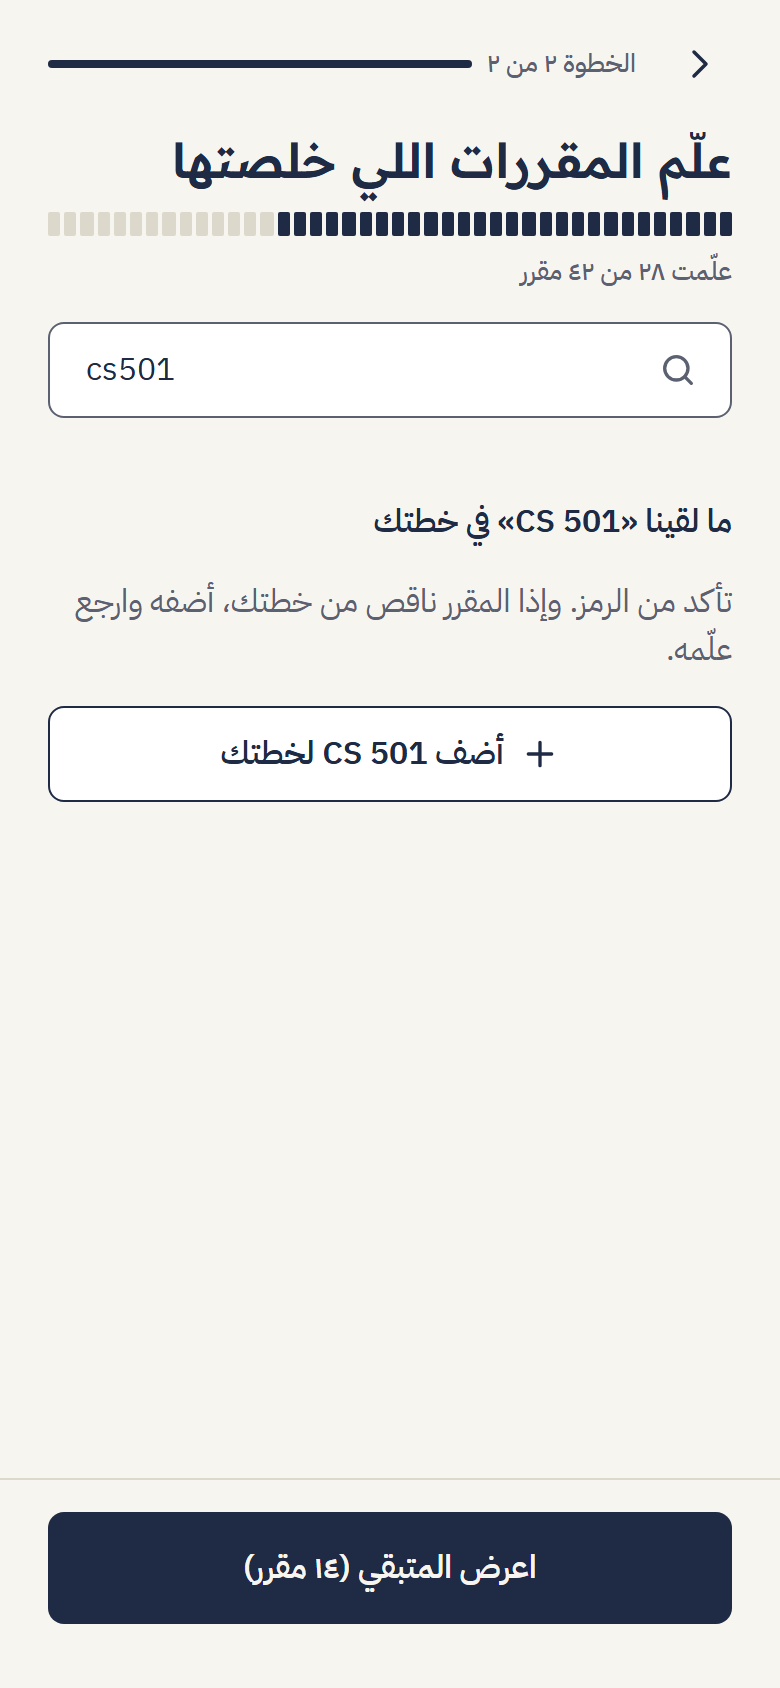 الخطوة ٢ من ٢
علّم المقررات اللي خلصتها
علّمت ٢٨ من ٤٢ مقرر
cs501
ما لقينا «CS 501» في خطتك
تأكد من الرمز. وإذا المقرر ناقص من خطتك، أضفه وارجع
علّمه.
أضف CS 501 لخطتك
اعرض المتبقي (١٤ مقرر)